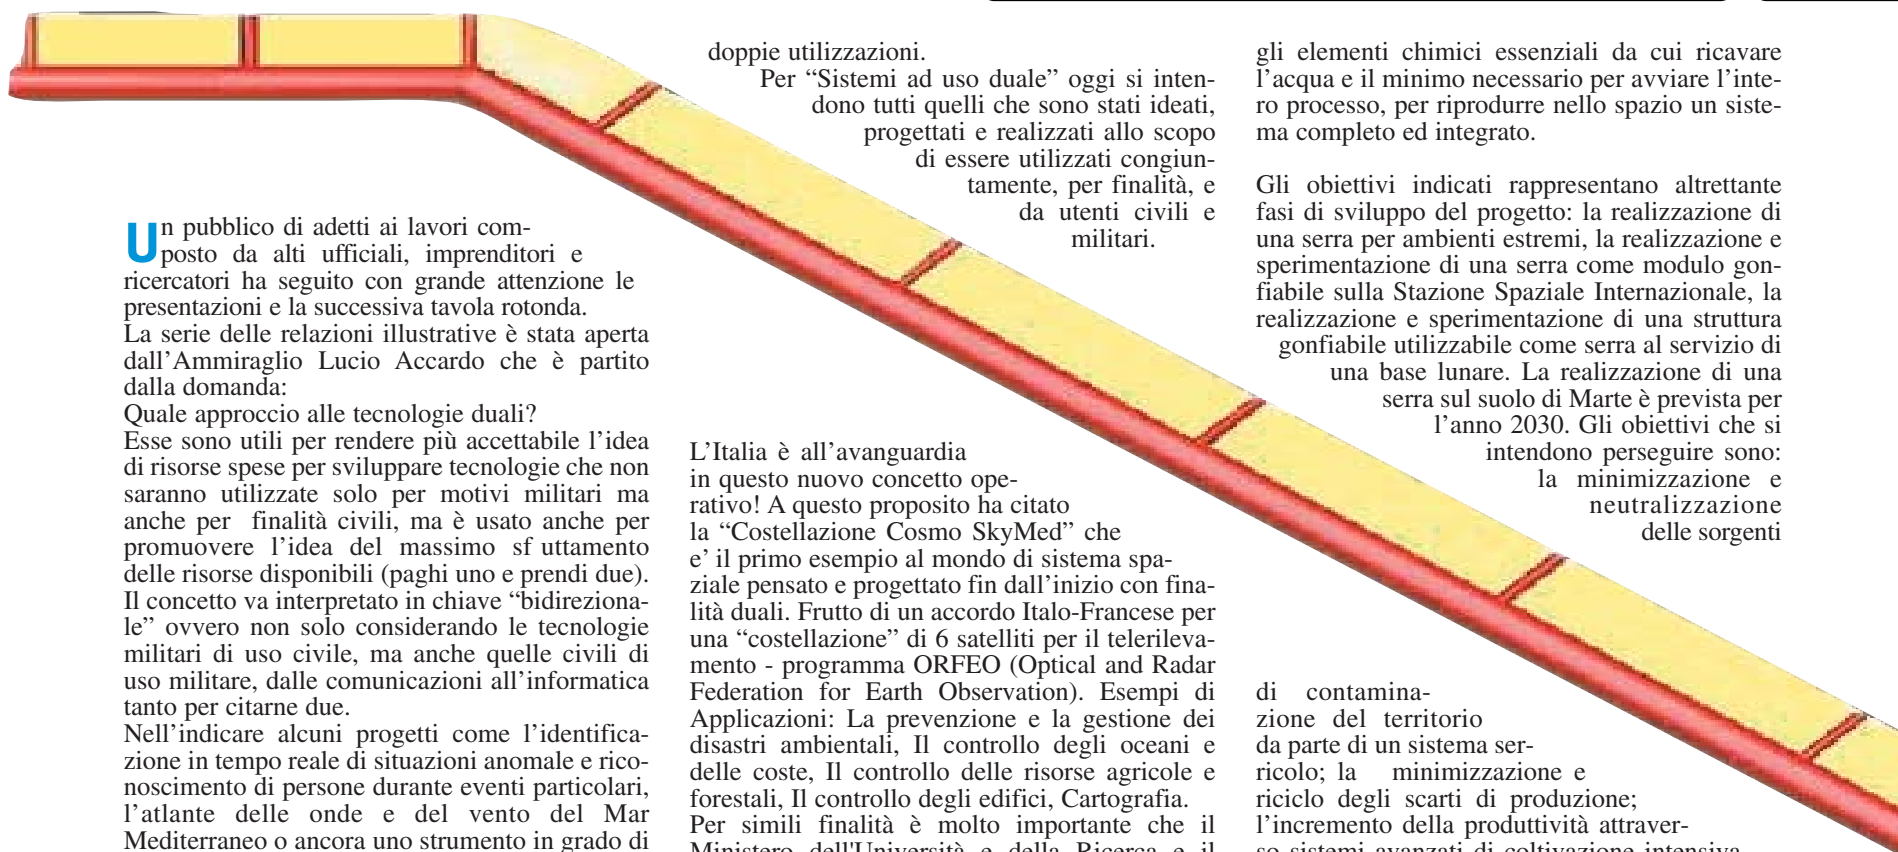 Un pubblico di adetti ai lavori com-
posto da alti ufficiali, imprenditori e
ricercatori ha seguito con grande attenzione le
presentazioni e la successiva tavola rotonda.
La serie delle relazioni illustrative è stata aperta
dall'Ammiraglio Lucio Accardo che è partito
dalla domanda:
Quale approccio alle tecnologie duali?
Esse sono utili per rendere più accettabile l'idea
di risorse spese per sviluppare tecnologie che non
saranno utilizzate solo per motivi militari ma
anche per finalità civili, ma è usato anche per
promuovere l'idea del massimo sf uttamento
delle risorse disponibili (paghi uno e prendi due).
Il concetto va interpretato in chiave “bidireziona-
le” ovvero non solo considerando le tecnologie
militari di uso civile, ma anche quelle civili di
uso militare, dalle comunicazioni all'informatica
tanto per citarne due.
Nell'indicare alcuni progetti come l'identifica-
zione in tempo reale di situazioni anomale e rico-
noscimento di persone durante eventi particolari,
l'atlante delle onde e del vento del Mar
Mediterraneo o ancora uno strumento in grado di
doppie utilizzazioni.
Per “Sistemi ad uso duale” oggi si inten-
dono tutti quelli che sono stati ideati,
progettati e realizzati allo scopo
di essere utilizzati congiun-
tamente, per finalità, e
da utenti civili e
militari.
L'Italia è all'avanguardia
in questo nuovo concetto ope-
rativo! A questo proposito ha citato
la “Costellazione Cosmo SkyMed” che
e' il primo esempio al mondo di sistema spa-
ziale pensato e progettato fin dall'inizio con fina-
lità duali. Frutto di un accordo Italo-Francese per
una “costellazione” di 6 satelliti per il telerileva-
mento - programma ORFEO (Optical and Radar
Federation for Earth Observation). Esempi di
Applicazioni: La prevenzione e la gestione dei
disastri ambientali, Il controllo degli oceani e
delle coste, Il controllo delle risorse agricole e
forestali, Il controllo degli edifici, Cartografia.
Per simili finalità è molto importante che il
Ministero dell'Università e della Ricerca e il
gli elementi chimici essenziali da cui ricavare
l'acqua e il minimo necessario per avviare l'inte-
ro processo, per riprodurre nello spazio un siste-
ma completo ed integrato.
Gli obiettivi indicati rappresentano altrettante
fasi di sviluppo del progetto: la realizzazione di
una serra per ambienti estremi, la realizzazione e
sperimentazione di una serra come modulo gon-
fiabile sulla Stazione Spaziale Internazionale, la
realizzazione e sperimentazione di una struttura
gonfiabile utilizzabile come serra al servizio di
una base lunare. La realizzazione di una
serra sul suolo di Marte è prevista per
l'anno 2030. Gli obiettivi che si
intendono perseguire sono:
la minimizzazione e
neutralizzazione
delle sorgenti
di contamina-
zione del territorio
da parte di un sistema ser-
ricolo; la minimizzazione e
riciclo degli scarti di produzione;
l'incremento della produttività attraver-
so sistemi avanzati di coltivazione intensiva